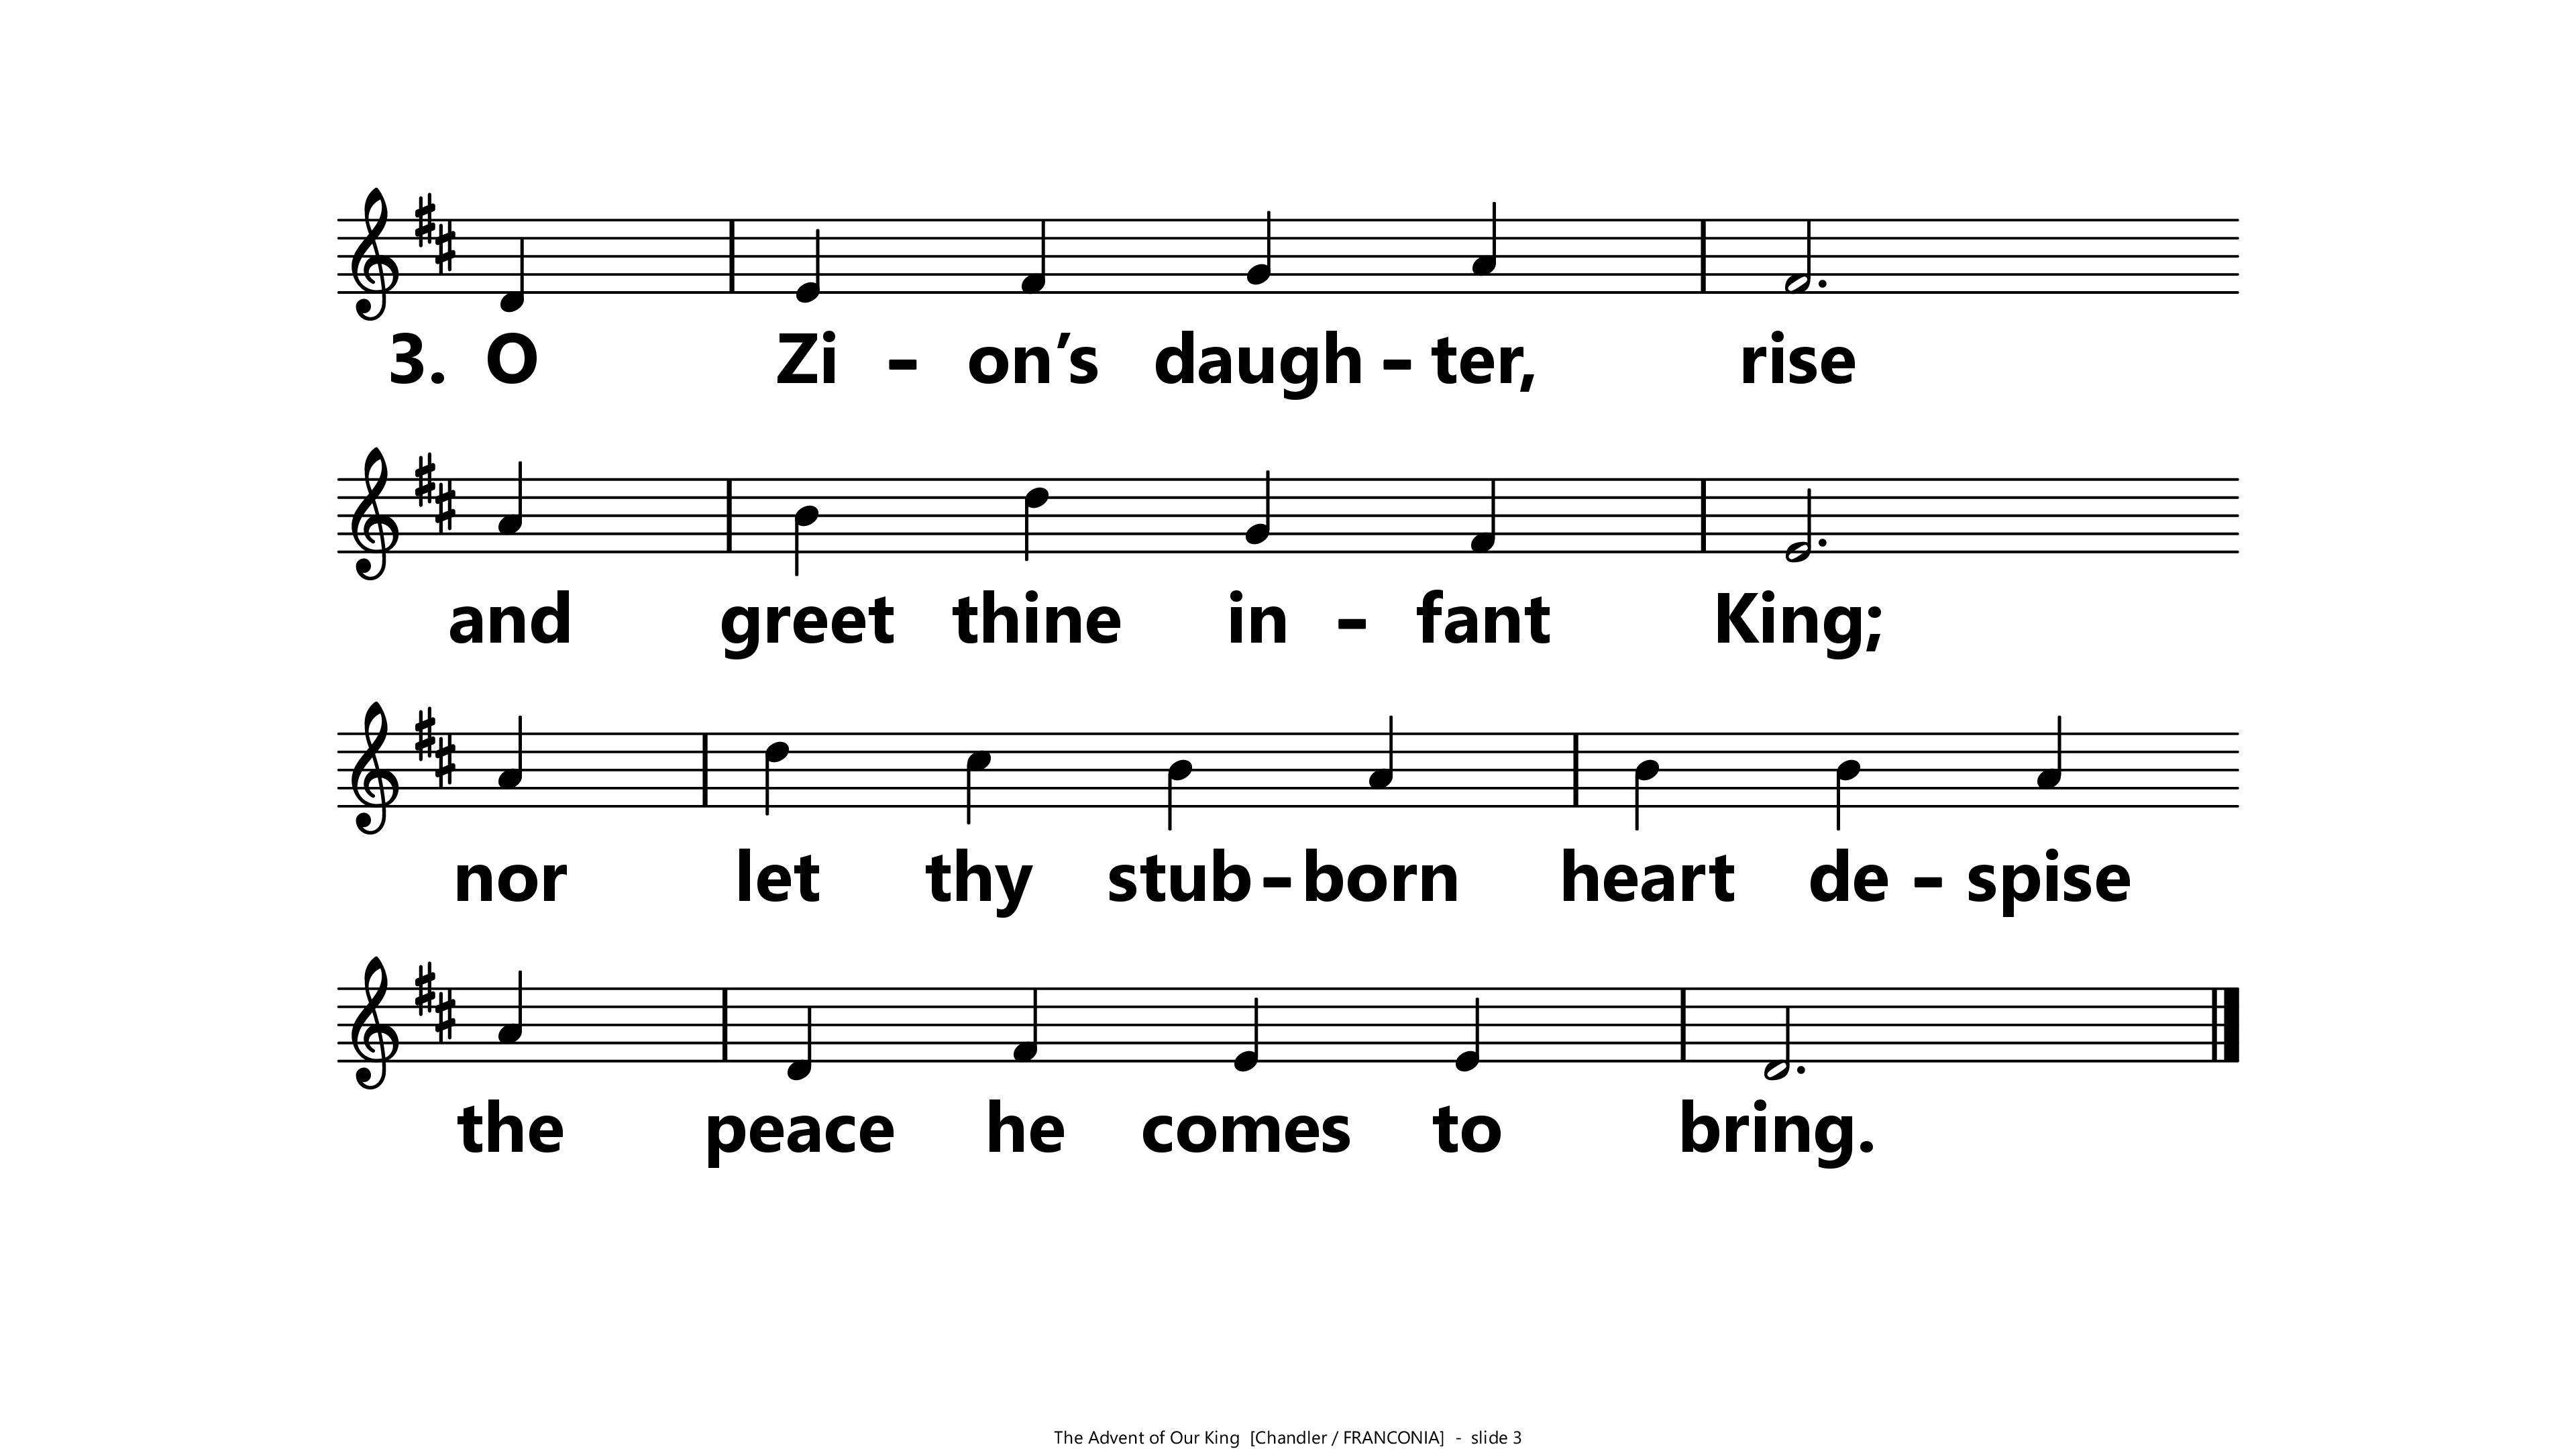 3. O Zi - on’s daugh - ter, rise
and greet thine in - fant King;
nor let thy stub - born heart de - spise
the peace he comes to bring.
The Advent of Our King [Chandler / FRANCONIA] - slide 3